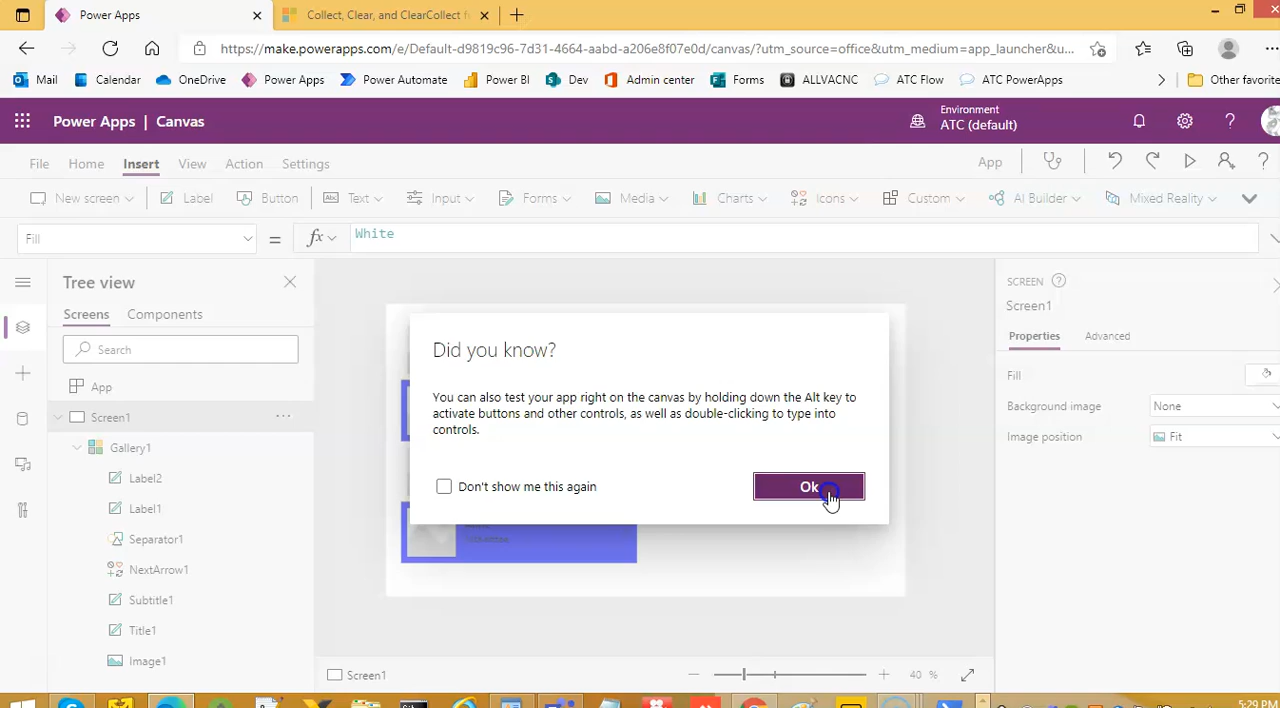 Power Apps
Collect, Clear, and ClearCollect f
https://make.powerapps.com/e/Default-d9819c96-7d31-4664-aabd-a206e8f07e0d/canvas/?utm_source=office&utm_medium=app_launcher&u...
Mail Calendar OneDrive Power Apps Power Automate Power BI Dev Admin center Forms ALLVACNC ATC Flow ATC PowerApps Other favorite
Power Apps | Canvas
Environment
ATC (default)
File Home Insert View Action Settings App
New screen Label Button Text Input Forms Media Charts Icons Custom AI Builder Mixed Reality
Fill = fx White
Tree view
Screens Components
Search
App
Screen1
Gallery1
Label2
Label1
Separator1
NextArrow1
Subtitle1
Title1
Image1
Did you know?
You can also test your app right on the canvas by holding down the Alt key to
activate buttons and other controls, as well as double-clicking to type into
controls.
Don't show me this again
Ok
SCREEN
Screen1
Properties Advanced
Fill
Background image None
Image position Fit
Screen1
40 %
5:29 PM